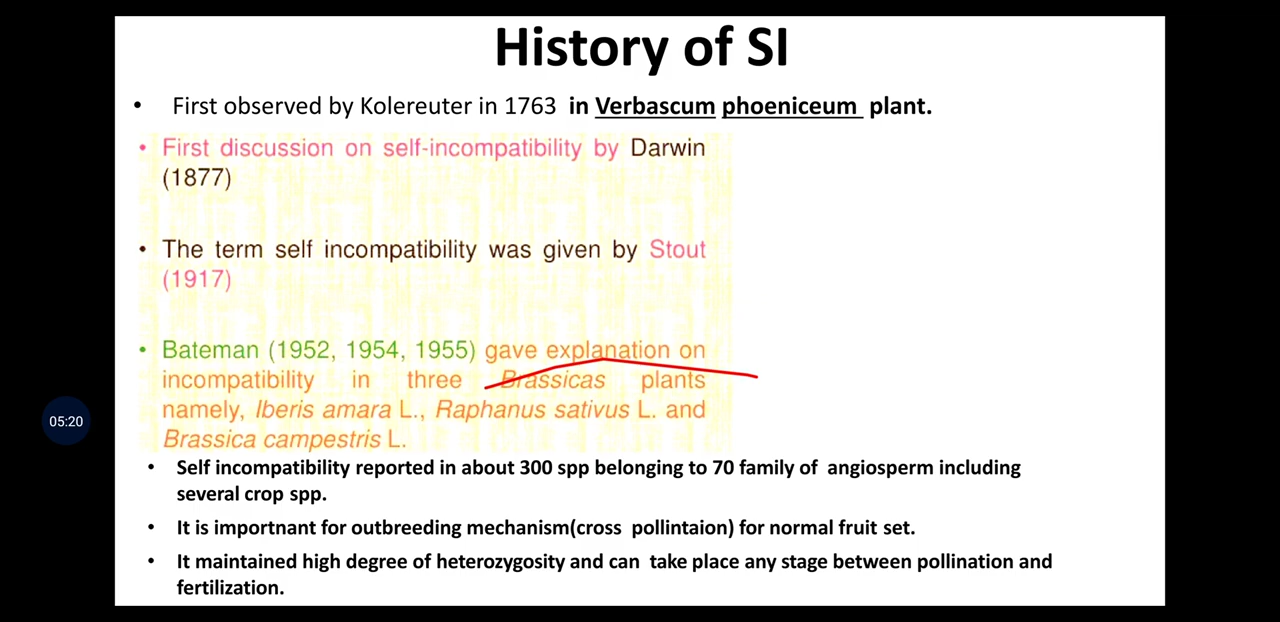 History of SI
• First observed by Kolereuter in 1763 in Verbascum phoeniceum plant.
• First discussion on self-incompatibility by Darwin
(1877)
• The term self incompatibility was given by Stout
(1917)
• Bateman (1952, 1954, 1955) gave explanation on
incompatibility in three Brassicas plants
namely, Iberis amara L., Raphanus sativus L. and
Brassica campestris L.
05:20
• Self incompatibility reported in about 300 spp belonging to 70 family of angiosperm including
several crop spp.
• It is importnant for outbreeding mechanism(cross pollintaion) for normal fruit set.
• It maintained high degree of heterozygosity and can take place any stage between pollination and
fertilization.